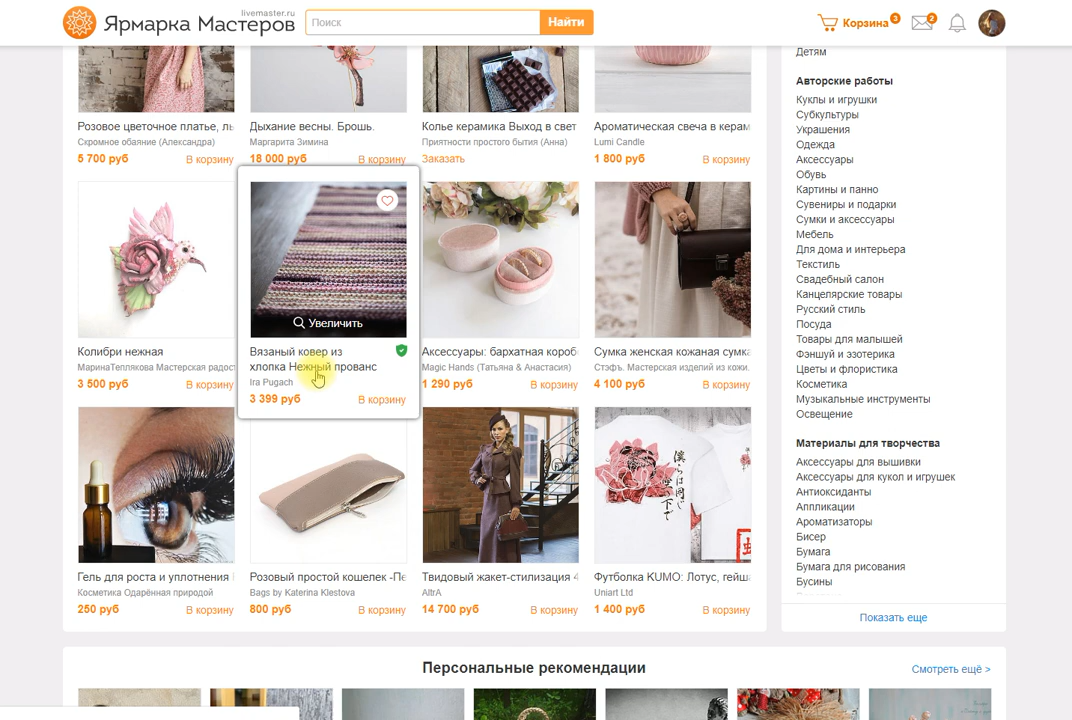 livemaster.ru
Ярмарка Мастеров
Поиск
Найти
Корзина 3
2
Розовое цветочное платье, ль
Скромное обаяние (Александра)
5 700 руб В корзину
Дыхание весны. Брошь.
Маргарита Зимина
18 000 руб В корзину
Колье керамика Выход в свет
Приятности простого бытия (Анна)
Заказать
Ароматическая свеча в керам
Lumi Candle
1 800 руб В корзину
Колибри нежная
МаринаТеплякова Мастерская радос
3 500 руб В корзину
Увеличить
Вязаный ковер из
хлопка Нежный прованс
Ira Pugach
3 399 руб В корзину
Аксессуары: бархатная короб
Magic Hands (Татьяна & Анастасия)
1 290 руб В корзину
Сумка женская кожаная сумка
Стэфъ. Мастерская изделий из кожи.
4 100 руб В корзину
Гель для роста и уплотнения
Косметика Одарённая природой
250 руб В корзину
Розовый простой кошелек -Пе
Bags by Katerina Klestova
800 руб В корзину
Твидовый жакет-стилизация 4
AltrA
14 700 руб В корзину
Футболка KUMO: Лотус, гейша
Uniart Ltd
1 400 руб В корзину
Детям
Авторские работы
Куклы и игрушки
Субкультуры
Украшения
Одежда
Аксессуары
Обувь
Картины и панно
Сувениры и подарки
Сумки и аксессуары
Мебель
Для дома и интерьера
Текстиль
Свадебный салон
Канцелярские товары
Русский стиль
Посуда
Товары для малышей
Фэншуй и эзотерика
Цветы и флористика
Косметика
Музыкальные инструменты
Освещение
Материалы для творчества
Аксессуары для вышивки
Аксессуары для кукол и игрушек
Антиоксиданты
Аппликации
Ароматизаторы
Бисер
Бумага
Бумага для рисования
Бусины
Показать еще
Персональные рекомендации
Смотреть ещё >